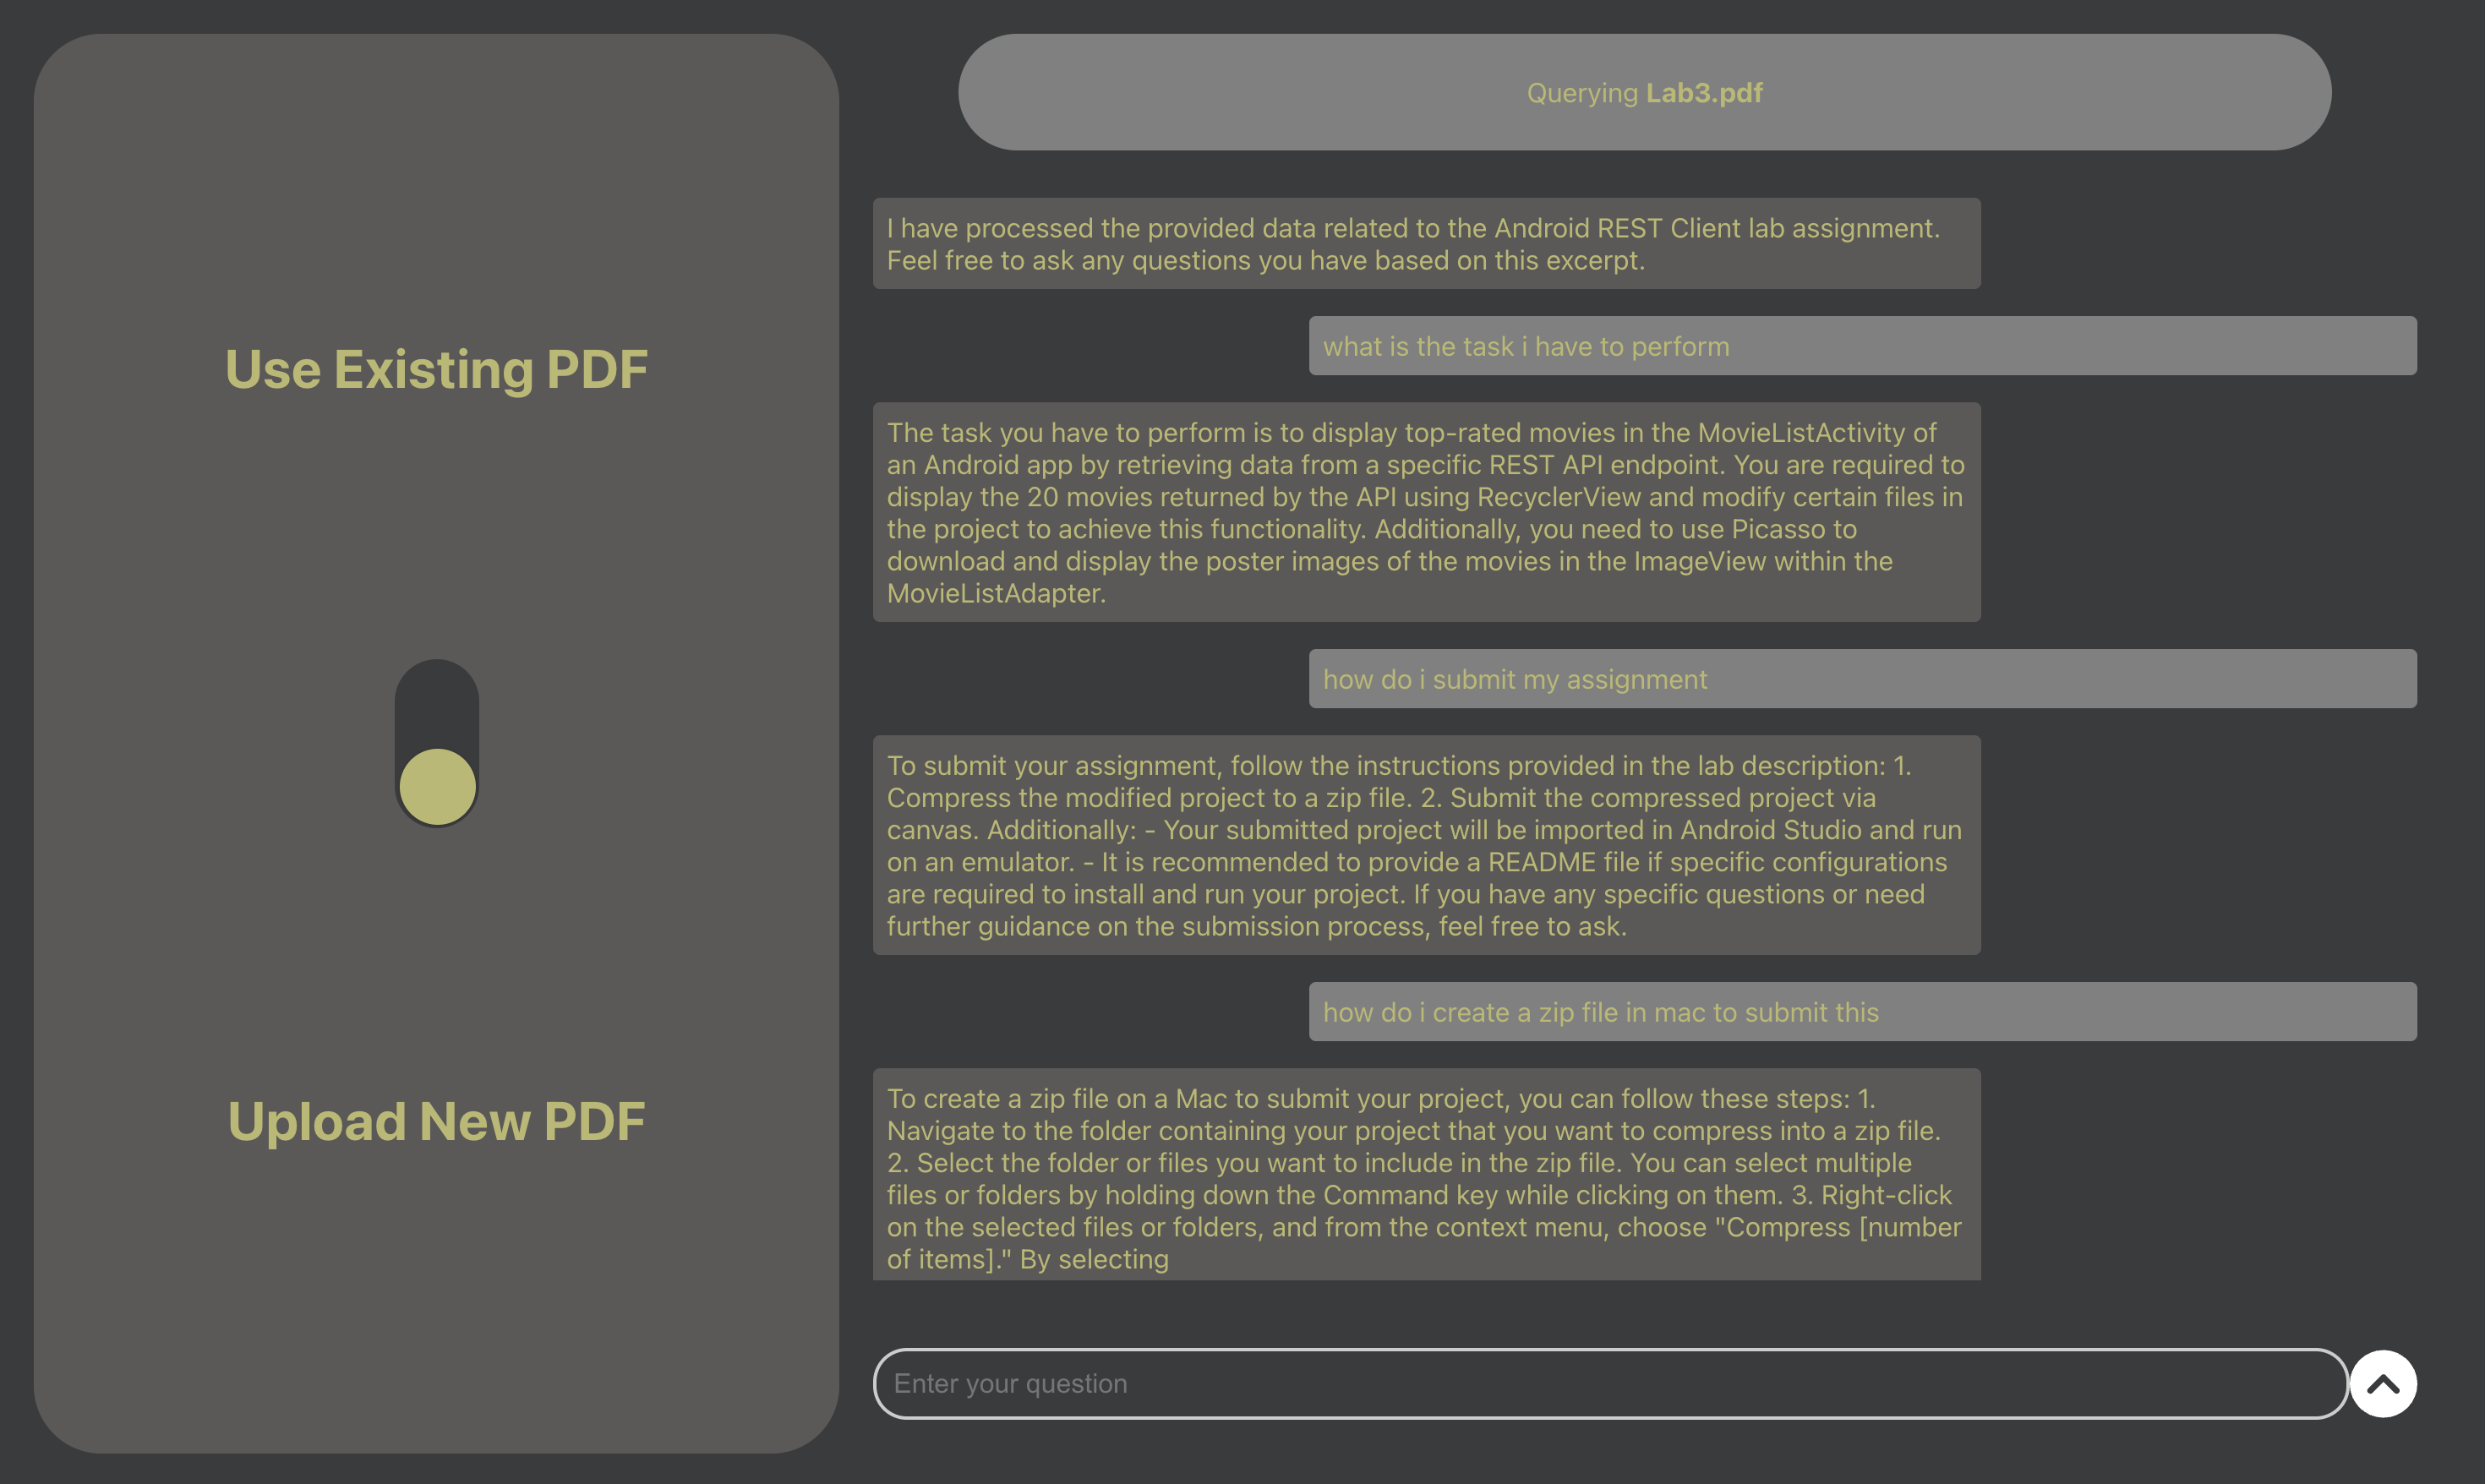 Use Existing PDF
Upload New PDF
Querying Lab3.pdf
I have processed the provided data related to the Android REST Client lab assignment.
Feel free to ask any questions you have based on this excerpt.
what is the task i have to perform
The task you have to perform is to display top-rated movies in the MovieListActivity of
an Android app by retrieving data from a specific REST API endpoint. You are required to
display the 20 movies returned by the API using RecyclerView and modify certain files in
the project to achieve this functionality. Additionally, you need to use Picasso to
download and display the poster images of the movies in the ImageView within the
MovieListAdapter.
how do i submit my assignment
To submit your assignment, follow the instructions provided in the lab description: 1.
Compress the modified project to a zip file. 2. Submit the compressed project via
canvas. Additionally: - Your submitted project will be imported in Android Studio and run
on an emulator. - It is recommended to provide a README file if specific configurations
are required to install and run your project. If you have any specific questions or need
further guidance on the submission process, feel free to ask.
how do i create a zip file in mac to submit this
To create a zip file on a Mac to submit your project, you can follow these steps: 1.
Navigate to the folder containing your project that you want to compress into a zip file.
2. Select the folder or files you want to include in the zip file. You can select multiple
files or folders by holding down the Command key while clicking on them. 3. Right-click
on the selected files or folders, and from the context menu, choose "Compress [number
of items]." By selecting
Enter your question